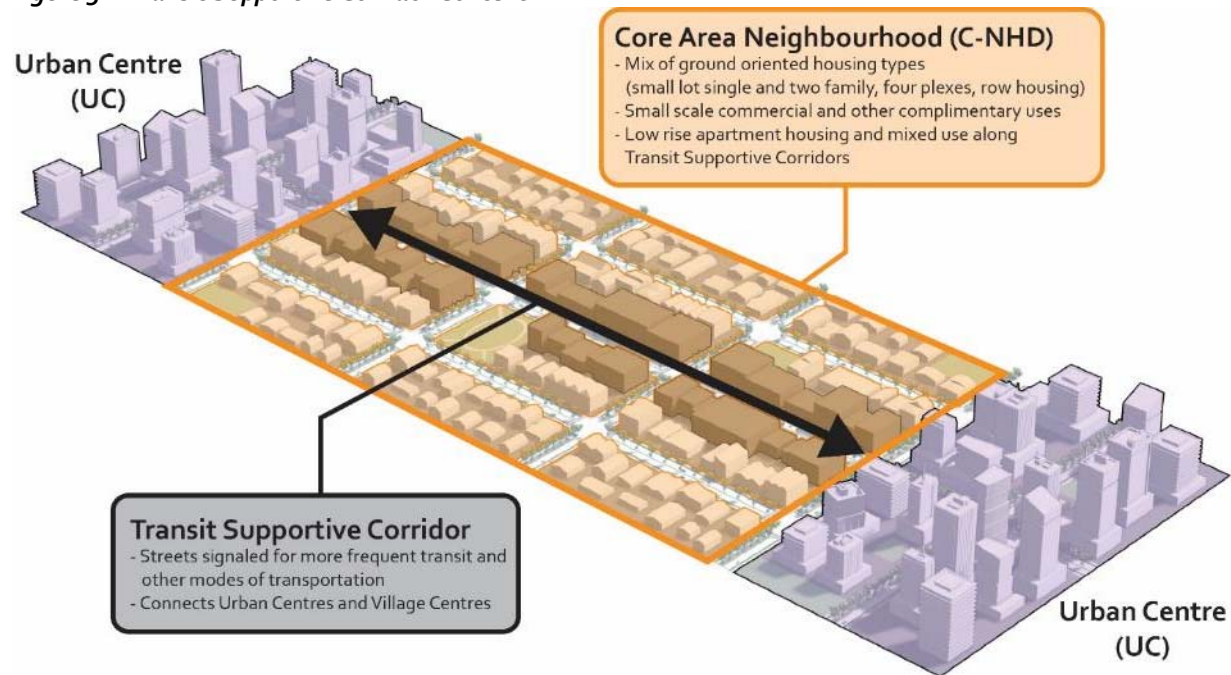 Urban Centre
(UC)
Core Area Neighbourhood (C-NHD)
- Mix of ground oriented housing types
(small lot single and two family, four plexes, row housing)
- Small scale commercial and other complimentary uses
- Low rise apartment housing and mixed use along
Transit Supportive Corridors
Transit Supportive Corridor
- Streets signaled for more frequent transit and
other modes of transportation
- Connects Urban Centres and Village Centres
Urban Centre
(UC)